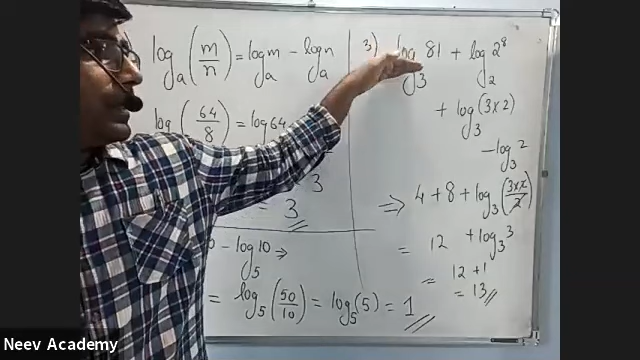 log_a (m/n) = log_a m - log_a n
log (64/8) = log 64
3
= 3
- log_5 10 →
= log_5 (50/10) = log_5 (5) = 1
3) log_3 81 + log_2 2^8
+ log_3 (3×2)
- log_3 2
⇒ 4 + 8 + log_3 (3×2/2)
= 12 + log_3 3
= 12 + 1
= 13
Neev Academy